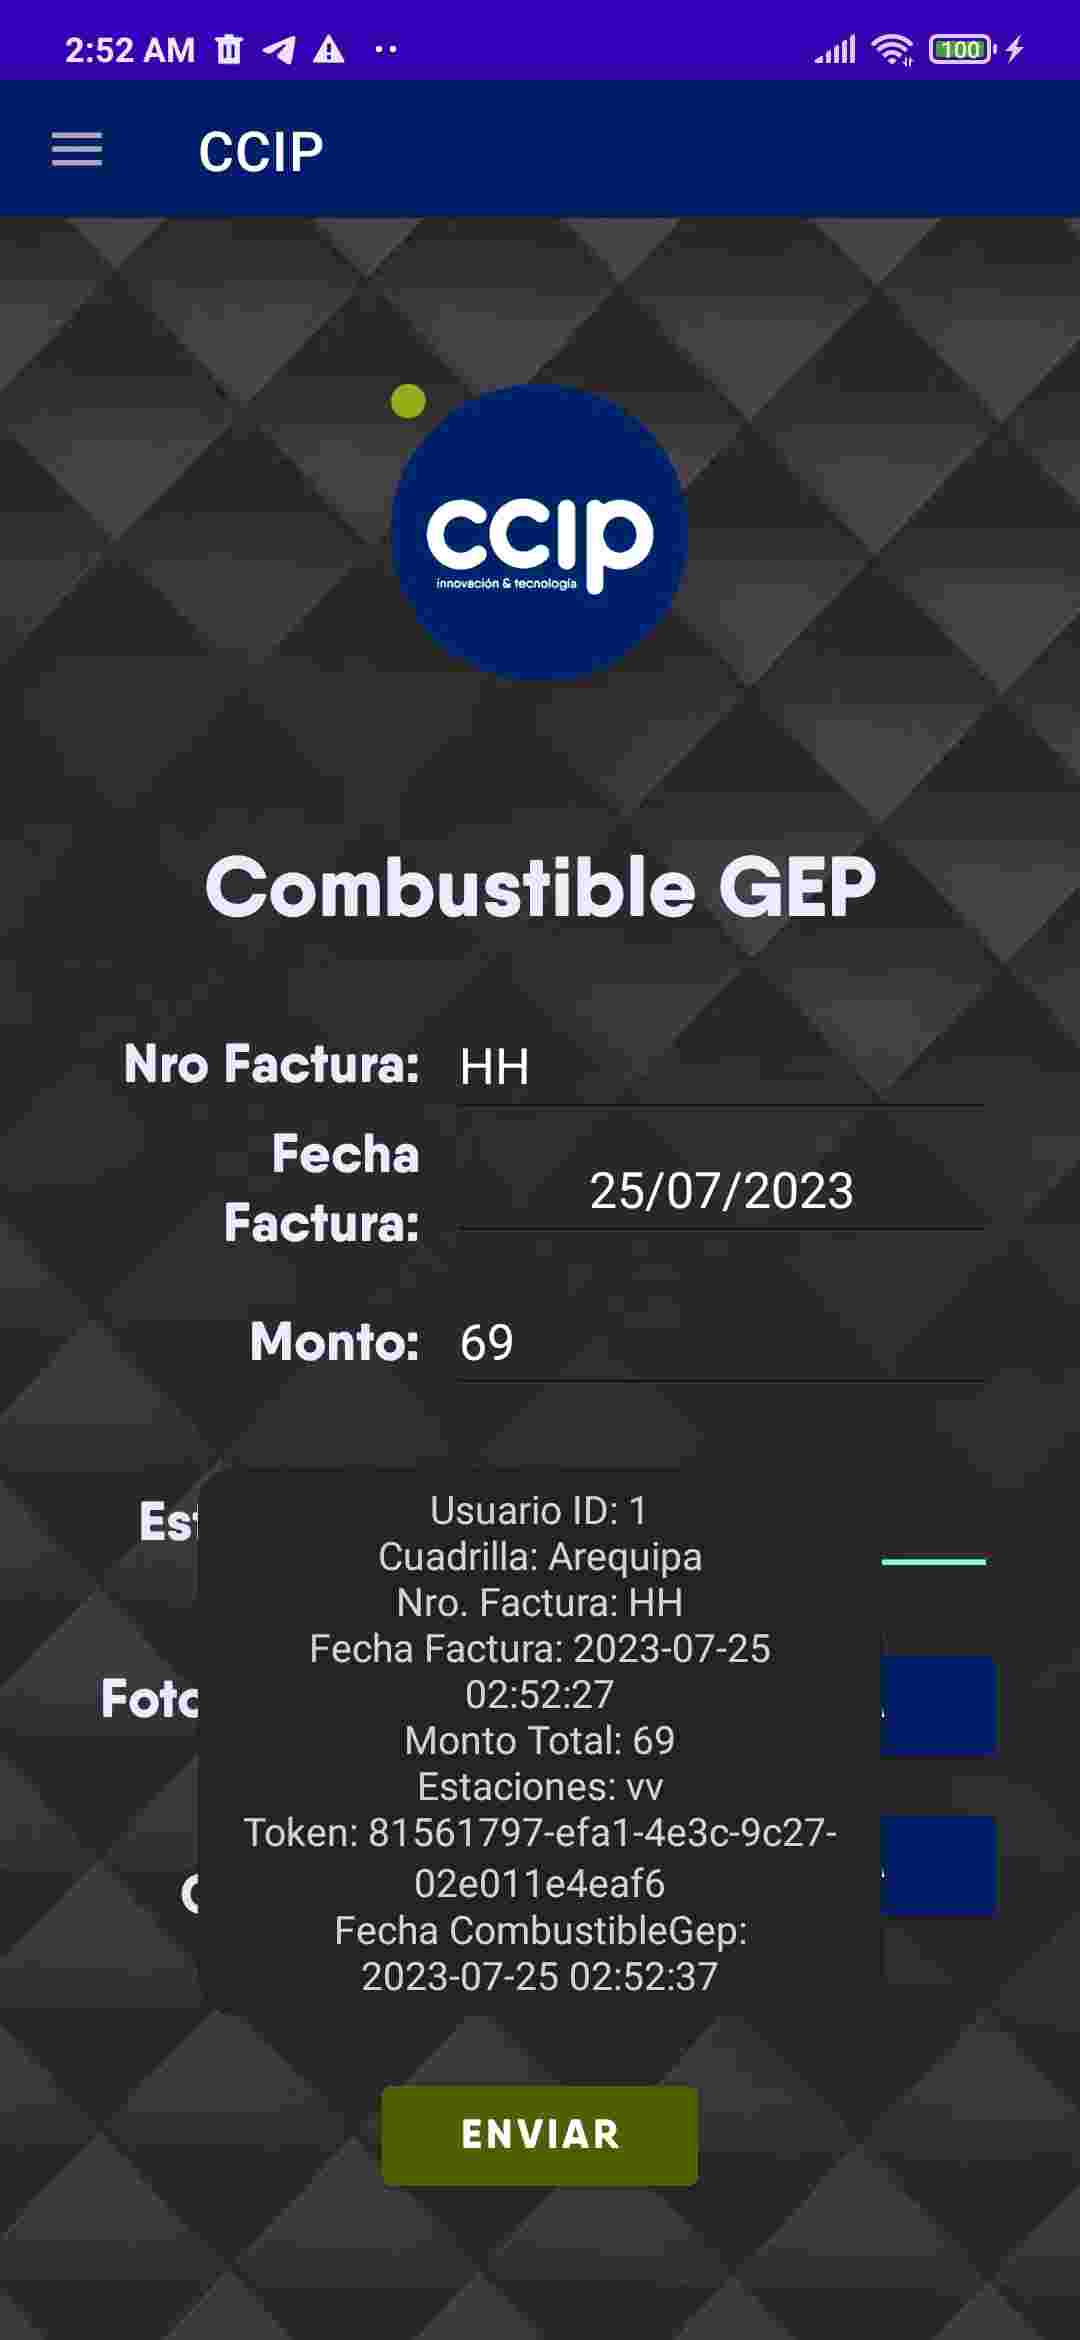 2:52 AM
100
CCIP
ccip
innovación & tecnología
Combustible GEP
Nro Factura: HH
Fecha
Factura: 25/07/2023
Monto: 69
Usuario ID: 1
Cuadrilla: Arequipa
Nro. Factura: HH
Fecha Factura: 2023-07-25
02:52:27
Monto Total: 69
Estaciones: vv
Token: 81561797-efa1-4e3c-9c27-
02e011e4eaf6
Fecha CombustibleGep:
2023-07-25 02:52:37
ENVIAR